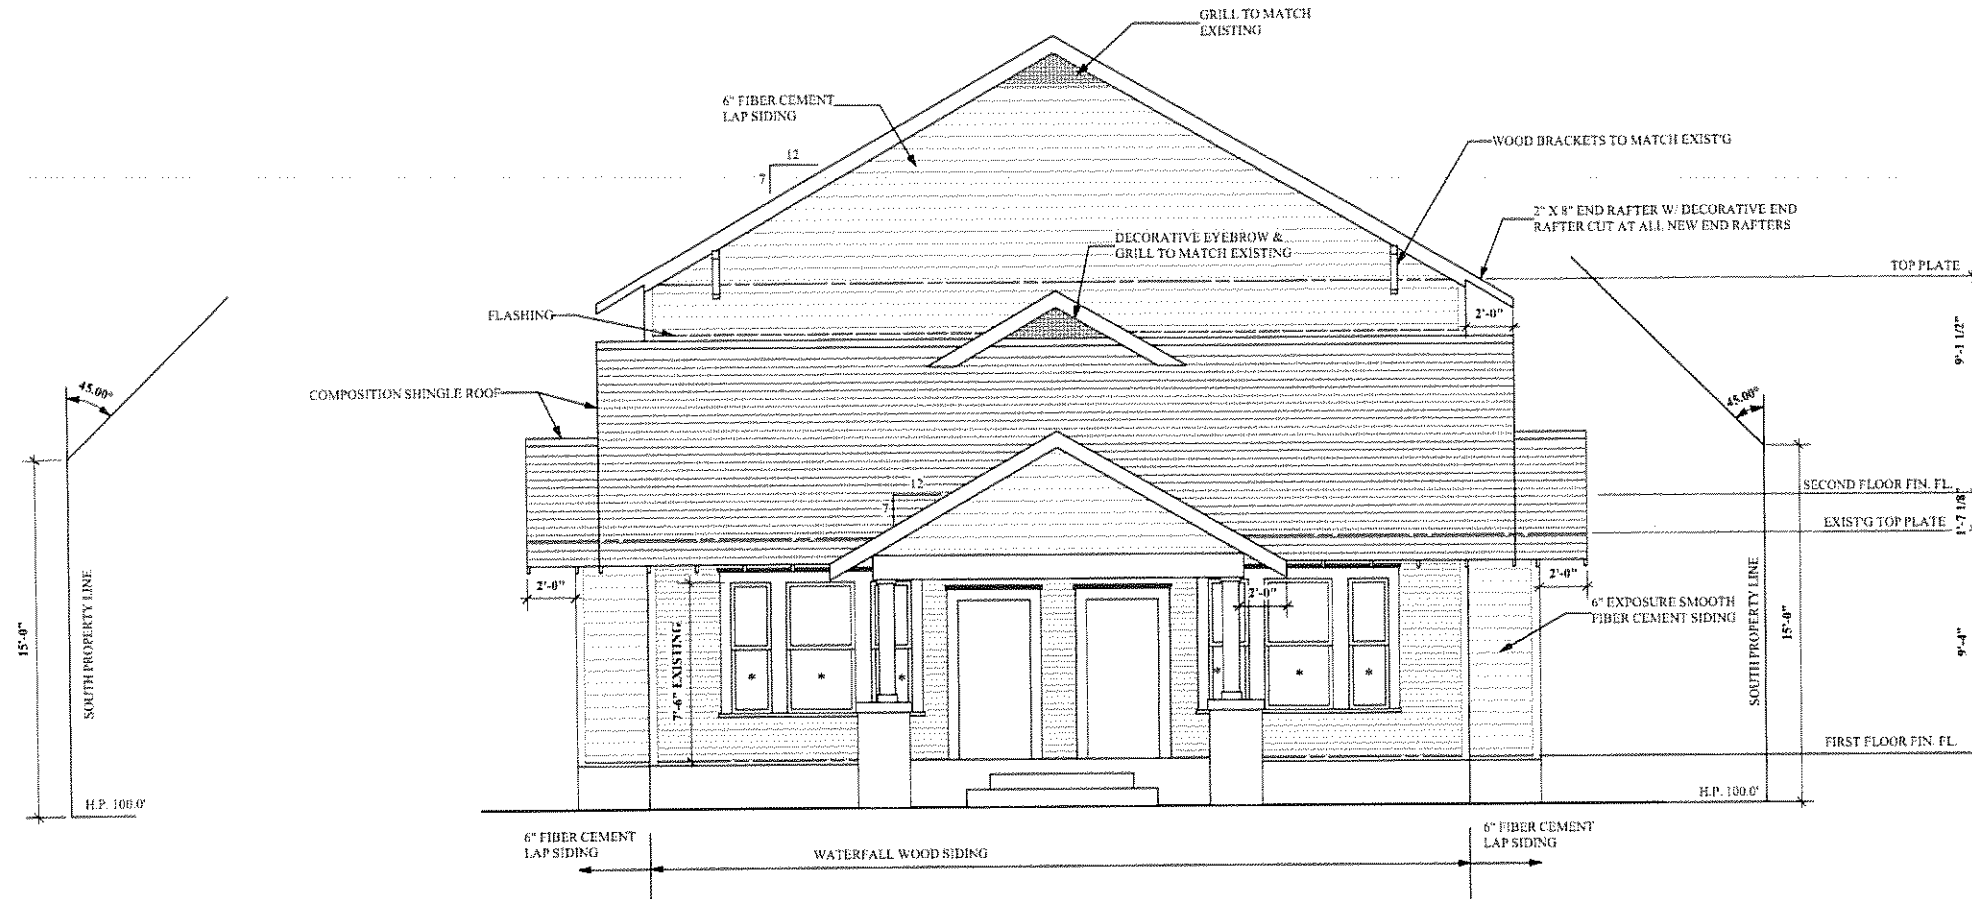 GRILL TO MATCH
EXISTING
6" FIBER CEMENT
LAP SIDING
12
7
WOOD BRACKETS TO MATCH EXIST'G
2" X 8" END RAFTER W/ DECORATIVE END
RAFTER CUT AT ALL NEW END RAFTERS
DECORATIVE EYEBROW &
GRILL TO MATCH EXISTING
TOP PLATE
FLASHING
2'-0"
9'-1 1/2"
45.00°
COMPOSITION SHINGLE ROOF
45.00°
12
7
SECOND FLOOR FIN. FL.
1'-7 1/8"
EXIST'G TOP PLATE
2'-0"
2'-0"
2'-0"
6" EXPOSURE SMOOTH
FIBER CEMENT SIDING
15'-0"
SOUTH PROPERTY LINE
7'-6" EXISTING
* * * * * *
SOUTH PROPERTY LINE
15'-0"
9'-4"
FIRST FLOOR FIN. FL.
H.P. 100.0'
H.P. 100.0'
6" FIBER CEMENT
LAP SIDING
WATERFALL WOOD SIDING
6" FIBER CEMENT
LAP SIDING